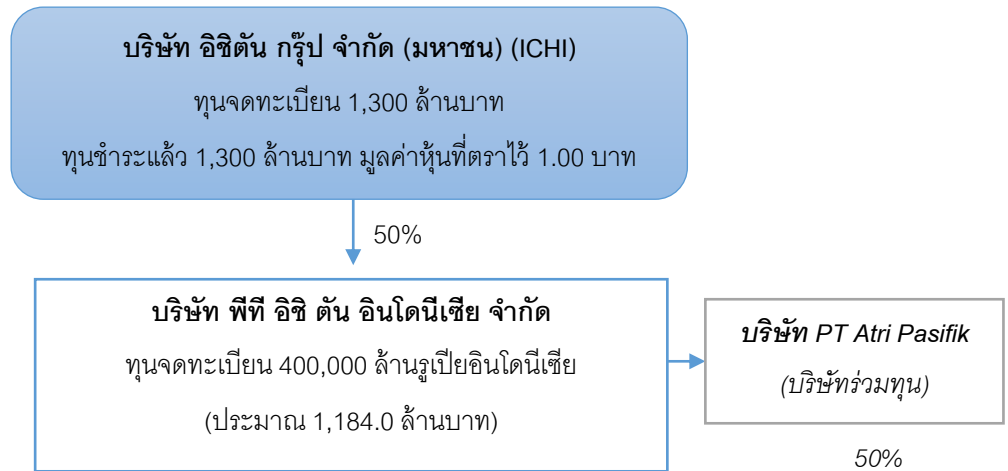 บริษัท อิชิตัน กรุ๊ป จำกัด (มหาชน) (ICHI)
ทุนจดทะเบียน 1,300 ล้านบาท
ทุนชำระแล้ว 1,300 ล้านบาท มูลค่าหุ้นที่ตราไว้ 1.00 บาท
50%
บริษัท พีที อิชิ ตัน อินโดนีเซีย จำกัด
ทุนจดทะเบียน 400,000 ล้านรูเปียอินโดนีเซีย
(ประมาณ 1,184.0 ล้านบาท)
บริษัท PT Atri Pasifik
(บริษัทร่วมทุน)
50%